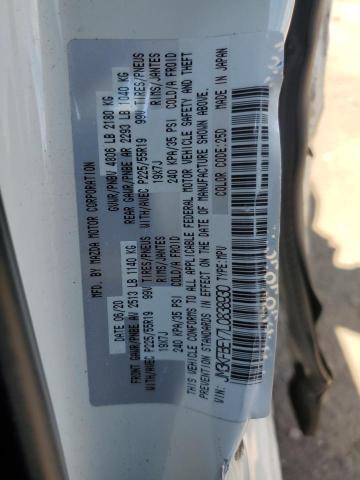 MFD. BY MAZDA MOTOR CORPORATION
DATE: 06/20 GVWR/PNBV 4806 LB 2180 KG
FRONT GAWR/PNBE AV 2513 LB 1140 KG REAR GAWR/PNBE AR 2293 LB 1040 KG
WITH/AVEC P225/55R19 99V TIRES/PNEUS WITH/AVEC P225/55R19 99V TIRES/PNEUS
19X7J RIMS/JANTES 19X7J RIMS/JANTES
240 KPA/35 PSI COLD/A FROID 240 KPA/35 PSI COLD/A FROID
THIS VEHICLE CONFORMS TO ALL APPLICABLE FEDERAL MOTOR VEHICLE SAFETY AND THEFT
PREVENTION STANDARDS IN EFFECT ON THE DATE OF MANUFACTURE SHOWN ABOVE.
VIN: TYPE:MPV COLOR CODE:25D MADE IN JAPAN